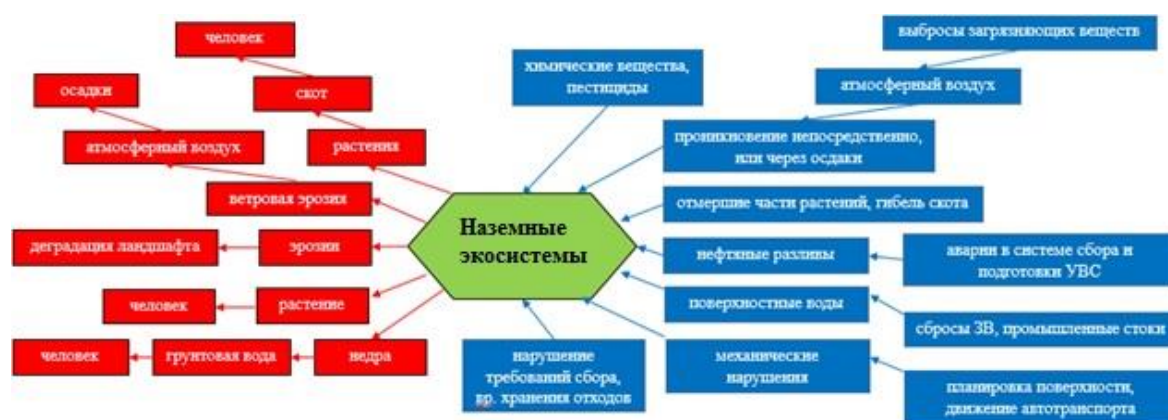 человек
осадки
скот
атмосферный воздух
растения
ветровая эрозия
деградация ландшафта
эрозии
человек
растение
человек
грунтовая вода
недра
Наземные
экосистемы
химические вещества,
пестициды
выбросы загрязняющих веществ
атмосферный воздух
проникновение непосредственно,
или через осдаки
отмершие части растений, гибель скота
нефтяные разливы
аварии в системе сбора и
подготовки УВС
поверхностные воды
сбросы ЗВ, промышленные стоки
нарушение
требований сбора,
вр. хранения отходов
механические
нарушения
планировка поверхности,
движение автотранспорта